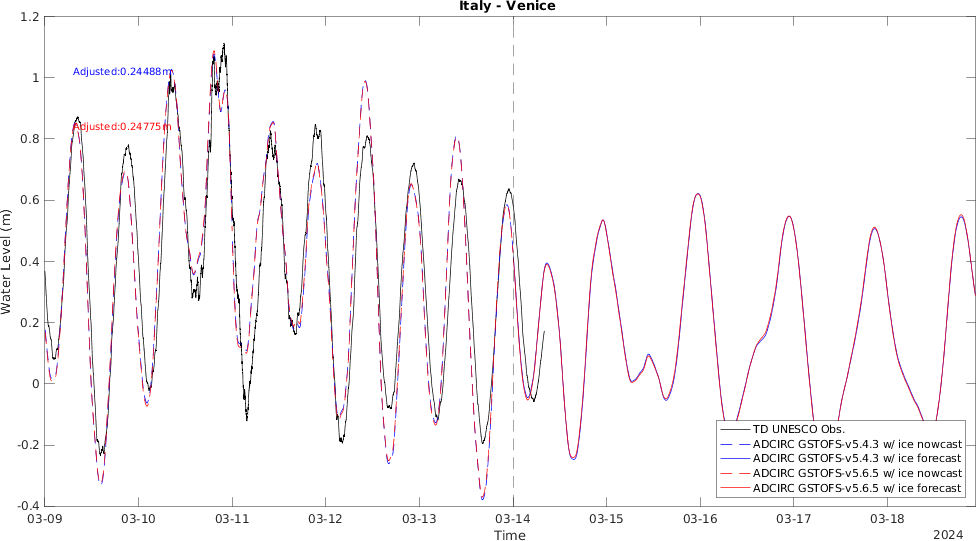 Italy - Venice
1.2
1
0.8
0.6
0.4
0.2
0
-0.2
-0.4
Water Level (m)
Adjusted:0.24488m
Adjusted:0.24775m
TD UNESCO Obs.
ADCIRC GSTOFS-v5.4.3 w/ ice nowcast
ADCIRC GSTOFS-v5.4.3 w/ ice forecast
ADCIRC GSTOFS-v5.6.5 w/ ice nowcast
ADCIRC GSTOFS-v5.6.5 w/ ice forecast
03-09 03-10 03-11 03-12 03-13 03-14 03-15 03-16 03-17 03-18
Time
2024